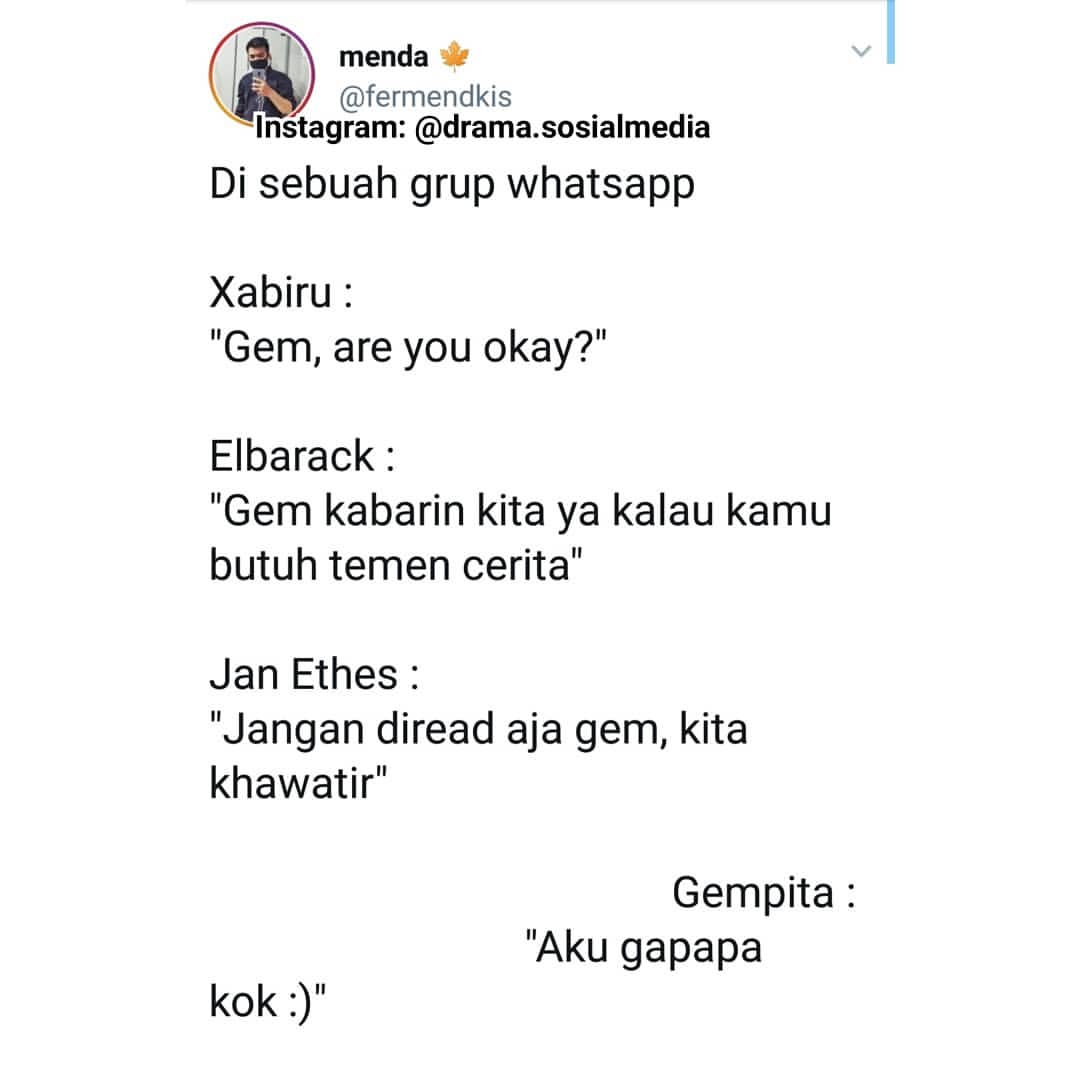 menda
@fermendkis
Instagram: @drama.sosialmedia
Di sebuah grup whatsapp
Xabiru :
"Gem, are you okay?"
Elbarack :
"Gem kabarin kita ya kalau kamu
butuh temen cerita"
Jan Ethes :
"Jangan diread aja gem, kita
khawatir"
Gempita :
"Aku gapapa
kok :)"